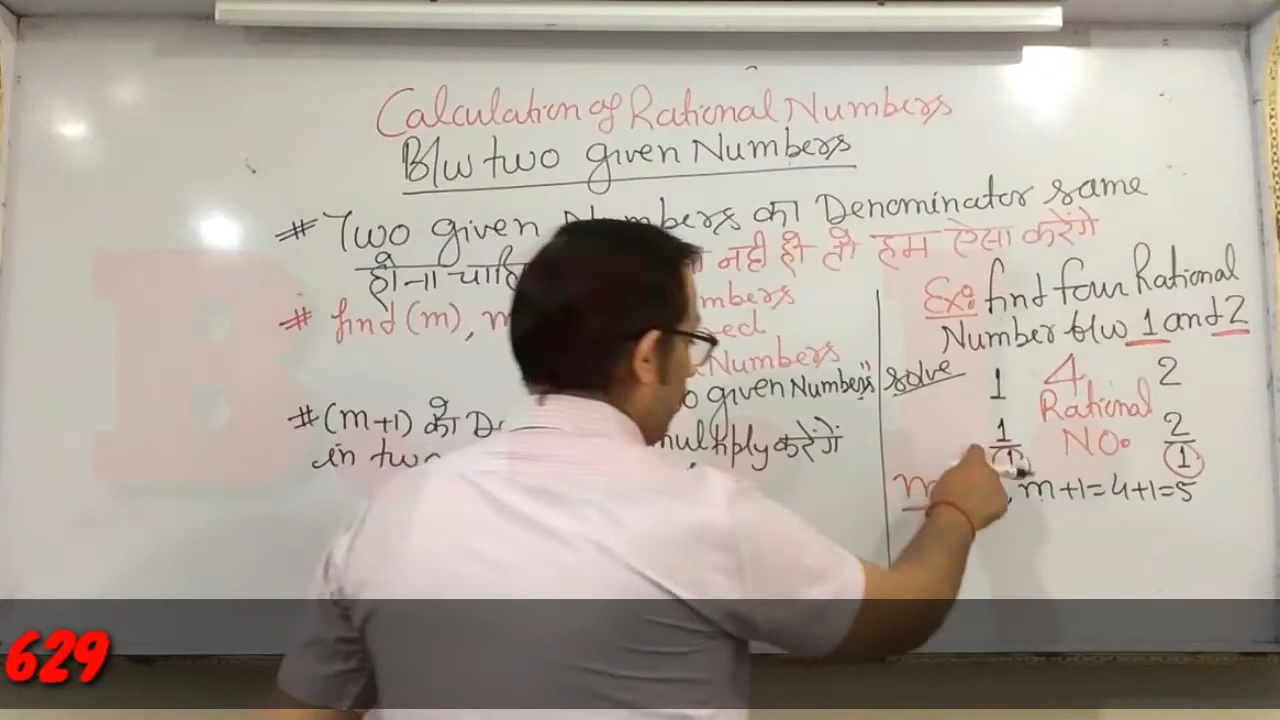 Calculation of Rational Numbers
B/w two given Numbers
# Two given Numbers का Denominator same
हो ना नही हो तो हम ऐसा करेंगे
# find (m), mbers
Numbers
two given Numbers"
# (m+1) को multiply करेंगें
in two
Ex: find four Rational
Number b/w 1 and 2
solve 1 4 2
Rational
1/1 NO. 2/1
m , m+1=4+1=5
629